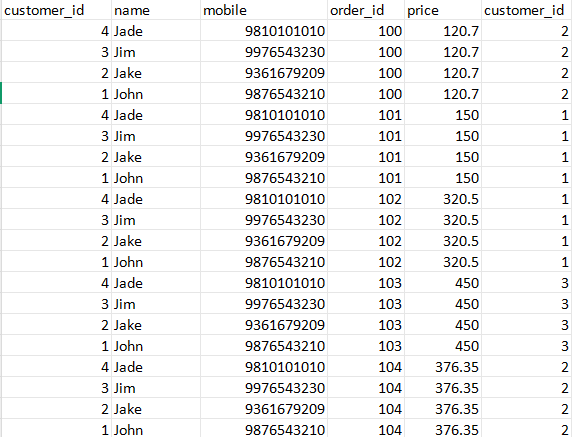 customer_id name mobile order_id price customer_id
4 Jade 9810101010 100 120.7 2
3 Jim 9976543230 100 120.7 2
2 Jake 9361679209 100 120.7 2
1 John 9876543210 100 120.7 2
4 Jade 9810101010 101 150 1
3 Jim 9976543230 101 150 1
2 Jake 9361679209 101 150 1
1 John 9876543210 101 150 1
4 Jade 9810101010 102 320.5 1
3 Jim 9976543230 102 320.5 1
2 Jake 9361679209 102 320.5 1
1 John 9876543210 102 320.5 1
4 Jade 9810101010 103 450 3
3 Jim 9976543230 103 450 3
2 Jake 9361679209 103 450 3
1 John 9876543210 103 450 3
4 Jade 9810101010 104 376.35 2
3 Jim 9976543230 104 376.35 2
2 Jake 9361679209 104 376.35 2
1 John 9876543210 104 376.35 2